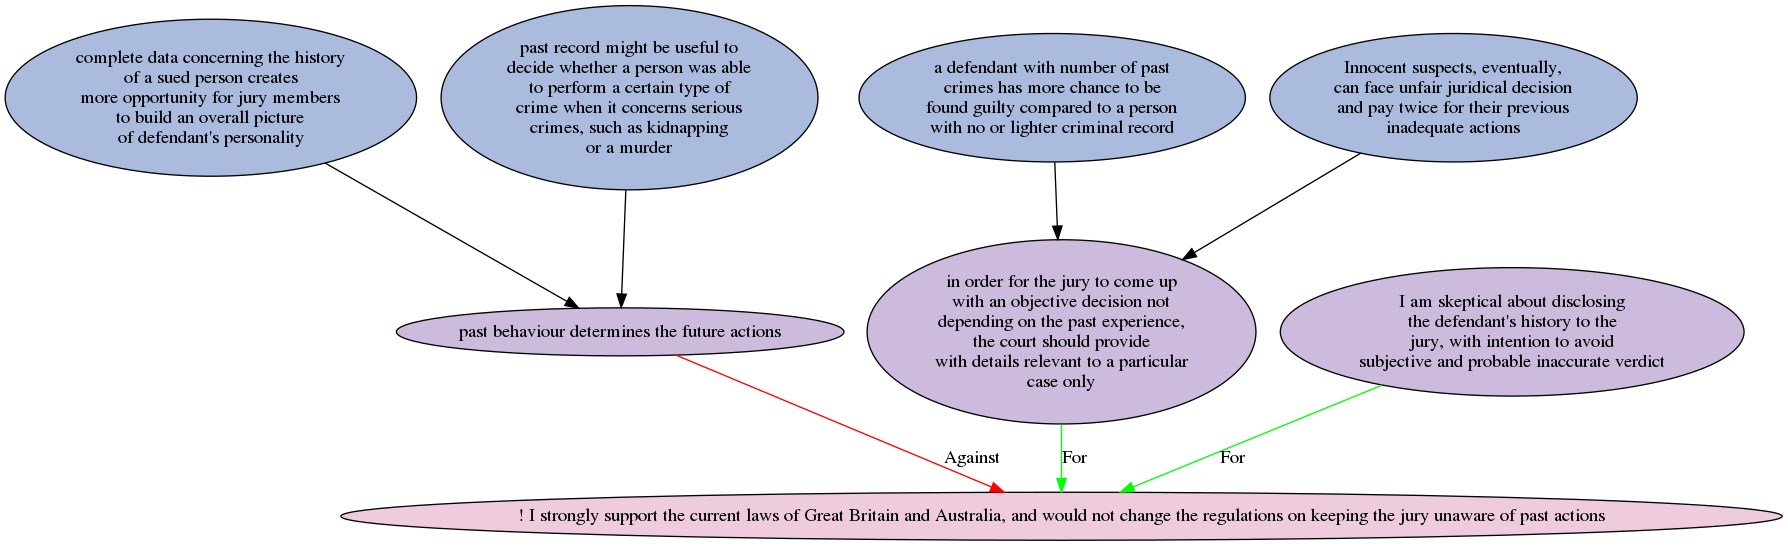 complete data concerning the history
of a sued person creates
more opportunity for jury members
to build an overall picture
of defendant's personality
past record might be useful to
decide whether a person was able
to perform a certain type of
crime when it concerns serious
crimes, such as kidnapping
or a murder
a defendant with number of past
crimes has more chance to be
found guilty compared to a person
with no or lighter criminal record
Innocent suspects, eventually,
can face unfair juridical decision
and pay twice for their previous
inadequate actions
past behaviour determines the future actions
in order for the jury to come up
with an objective decision not
depending on the past experience,
the court should provide
with details relevant to a particular
case only
I am skeptical about disclosing
the defendant's history to the
jury, with intention to avoid
subjective and probable inaccurate verdict
Against
For
For
! I strongly support the current laws of Great Britain and Australia, and would not change the regulations on keeping the jury unaware of past actions